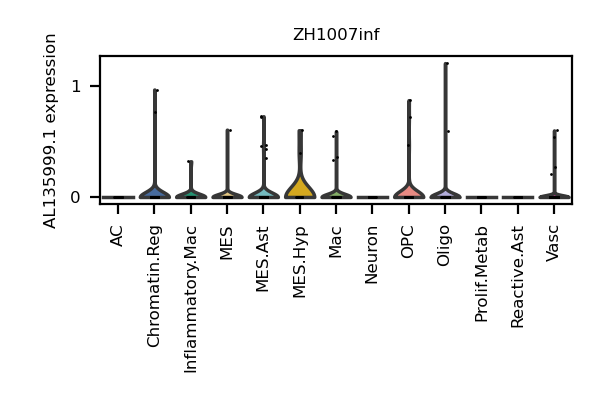 ZH1007inf
AL135999.1 expression
1
0
AC
Chromatin.Reg
Inflammatory.Mac
MES
MES.Ast
MES.Hyp
Mac
Neuron
OPC
Oligo
Prolif.Metab
Reactive.Ast
Vasc